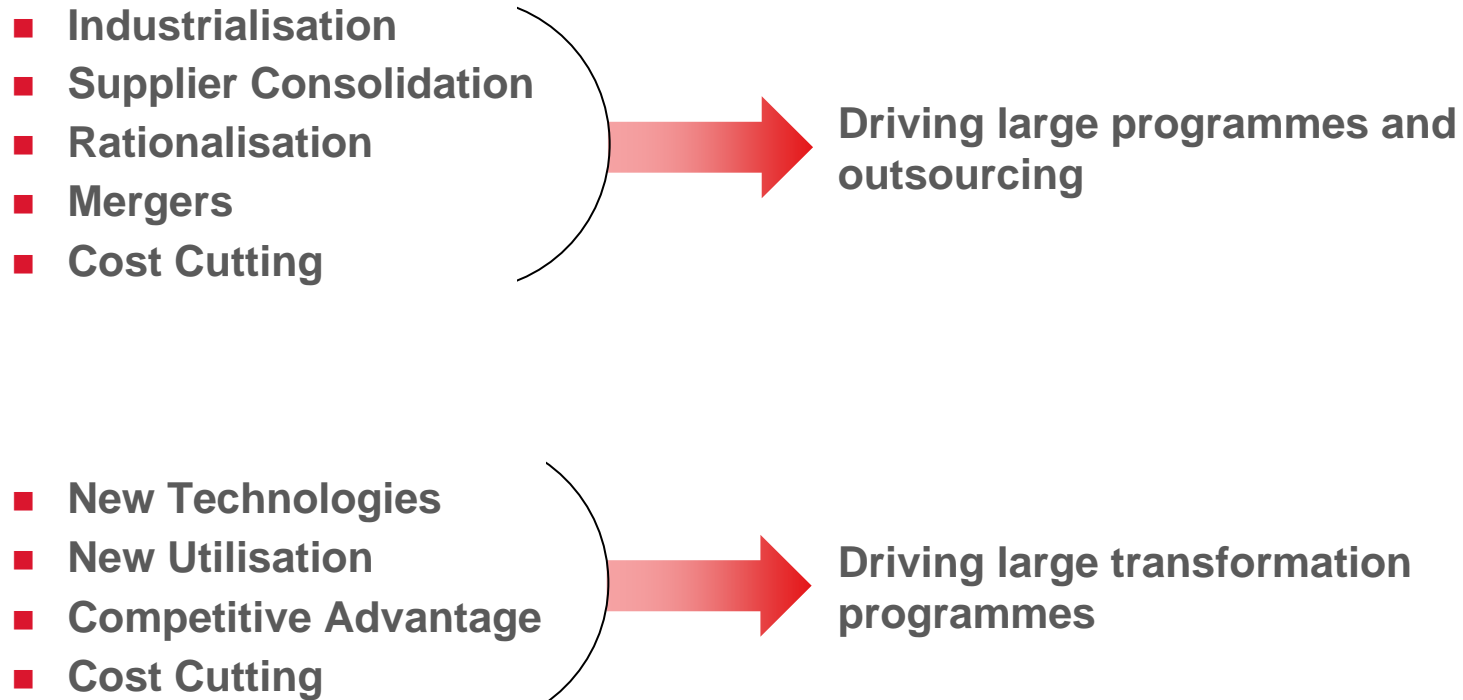 Industrialisation
Supplier Consolidation
Rationalisation
Mergers
Cost Cutting
Driving large programmes and
outsourcing
New Technologies
New Utilisation
Competitive Advantage
Cost Cutting
Driving large transformation
programmes